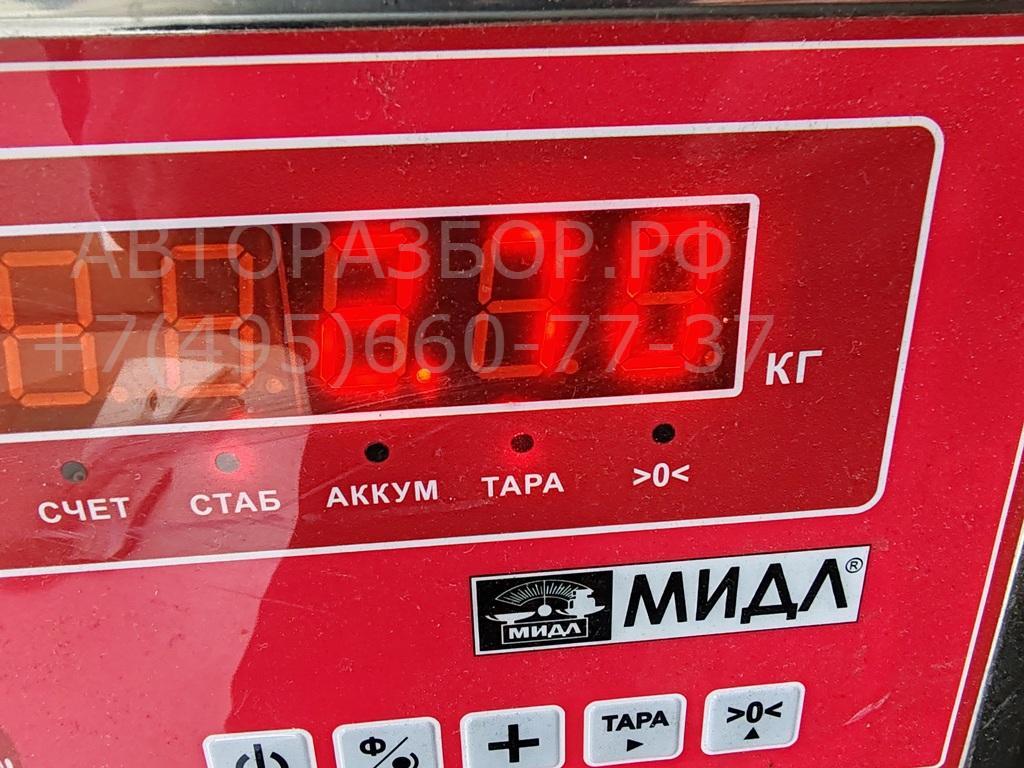 АВТОРАЗБОР.РФ
+7(495)660-77-37
КГ
СЧЕТ СТАБ АККУМ ТАРА >0<
МИДЛ МИДЛ®
Ф + ТАРА >0<